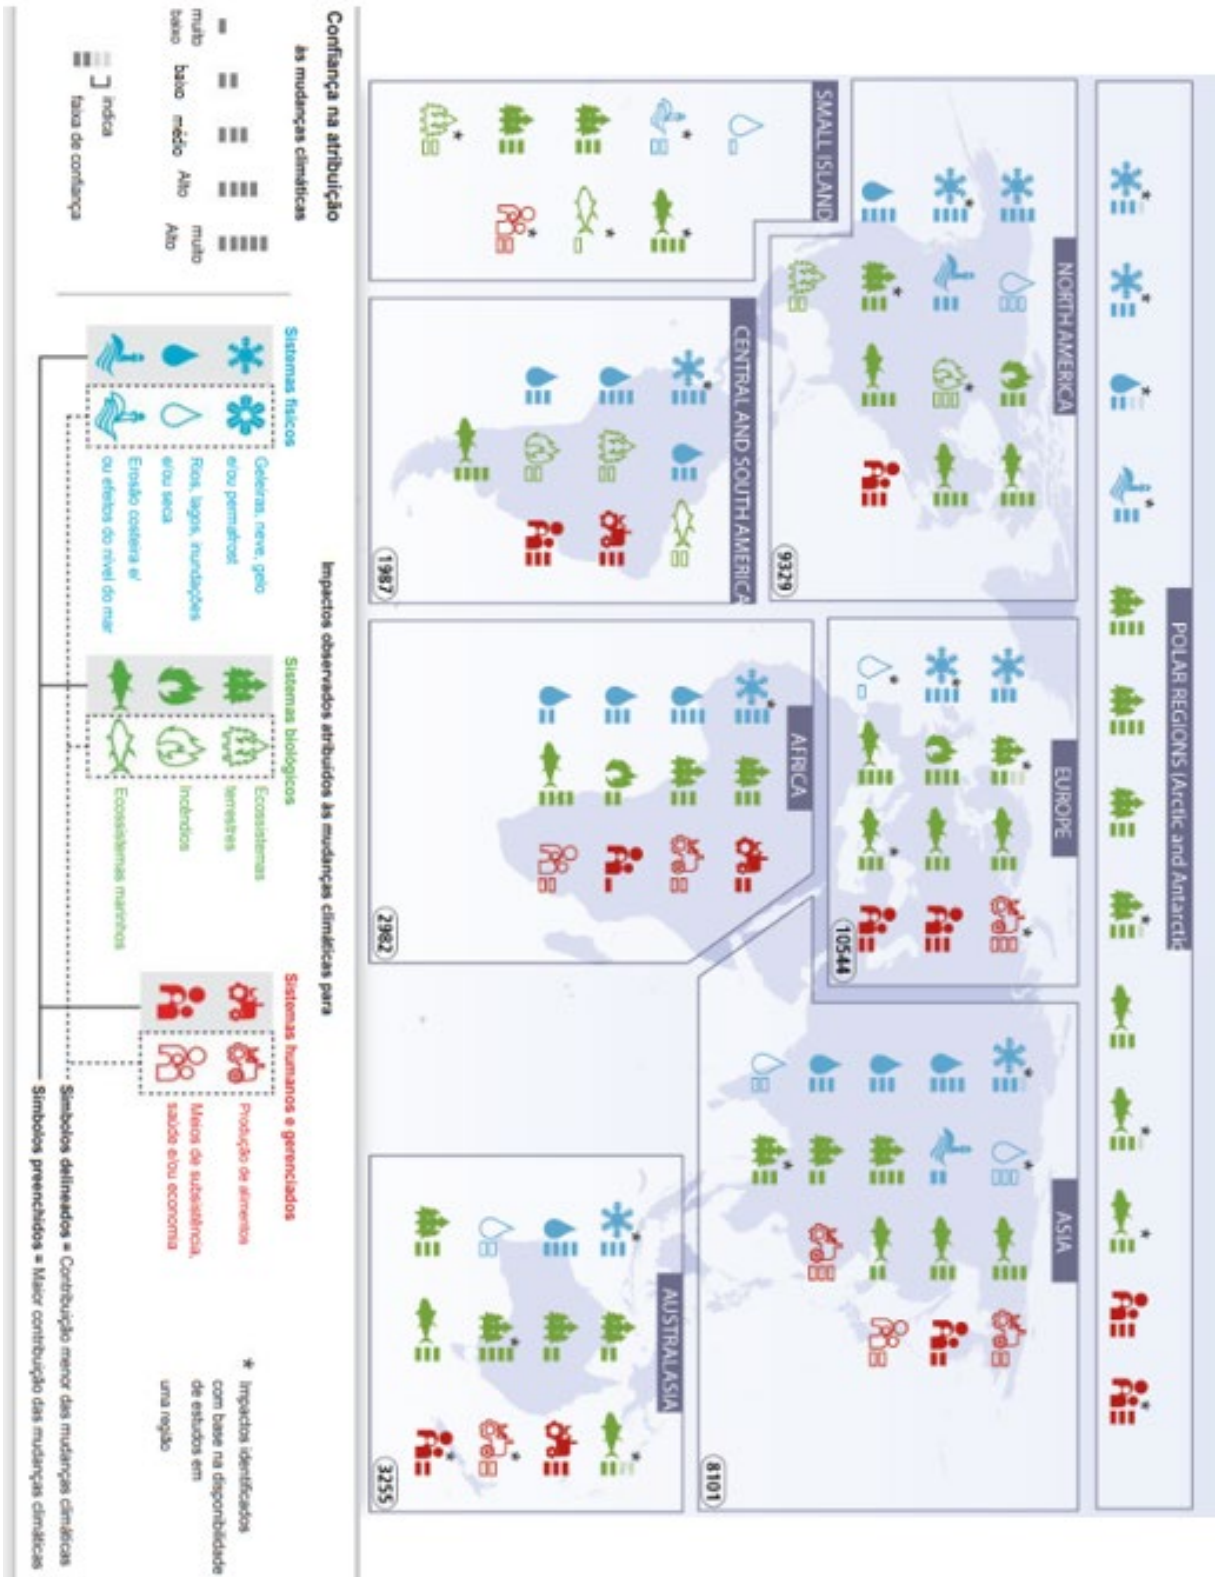 POLAR REGIONS (Arctic and Antarctic
NORTH AMERICA
9329
EUROPE
10544
ASIA
8101
SMALL ISLAND
CENTRAL AND SOUTH AMERICA
1987
AFRICA
2982
AUSTRALASIA
3255
Confiança na atribuição
às mudanças climáticas
muito
baixo
baixo
médio
Alto
muito
Alto
indica
faixa de confiança
Impactos observados atribuídos às mudanças climáticas para
Sistemas físicos
Geleiras, neve, gelo
e/ou permafrost
Rios, lagos, inundações
e/ou seca
Erosão costeira e/
ou efeitos do nível do mar
Sistemas biológicos
Ecossistemas
terrestres
Incêndios
Ecossistemas marinhos
Sistemas humanos e gerenciados
Produção de alimentos
Meios de subsistência,
saúde e/ou economia
* Impactos identificados
com base na disponibilidade
de estudos em
uma região
Símbolos delineados = Contribuição menor das mudanças climáticas
Símbolos preenchidos = Maior contribuição das mudanças climáticas